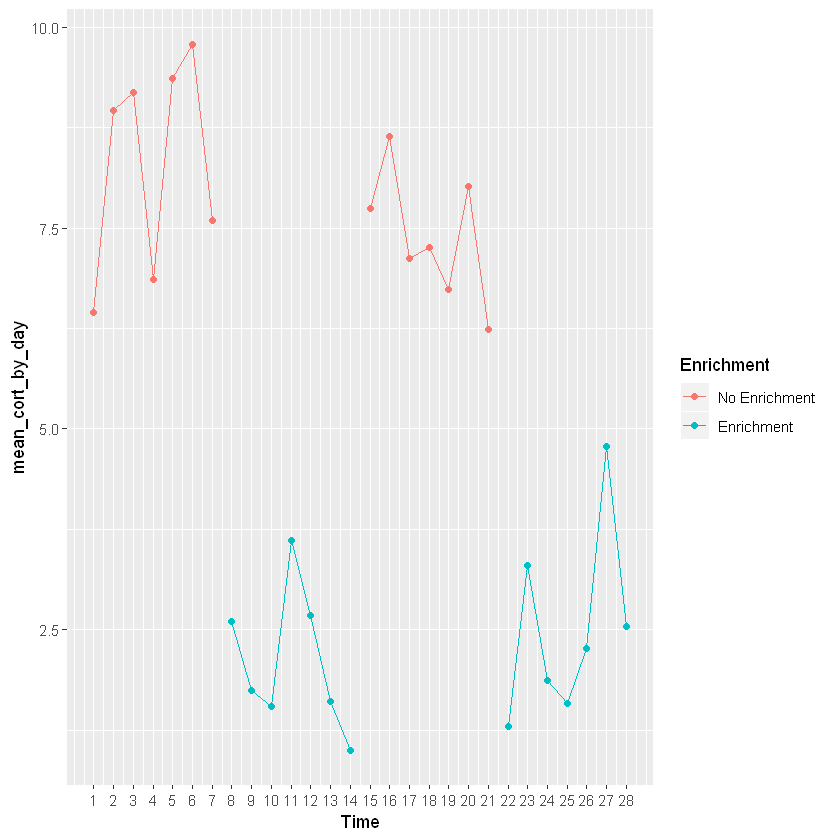 10.0
7.5
5.0
2.5
mean_cort_by_day
1 2 3 4 5 6 7 8 9 10 11 12 13 14 15 16 17 18 19 20 21 22 23 24 25 26 27 28
Time
Enrichment
No Enrichment
Enrichment